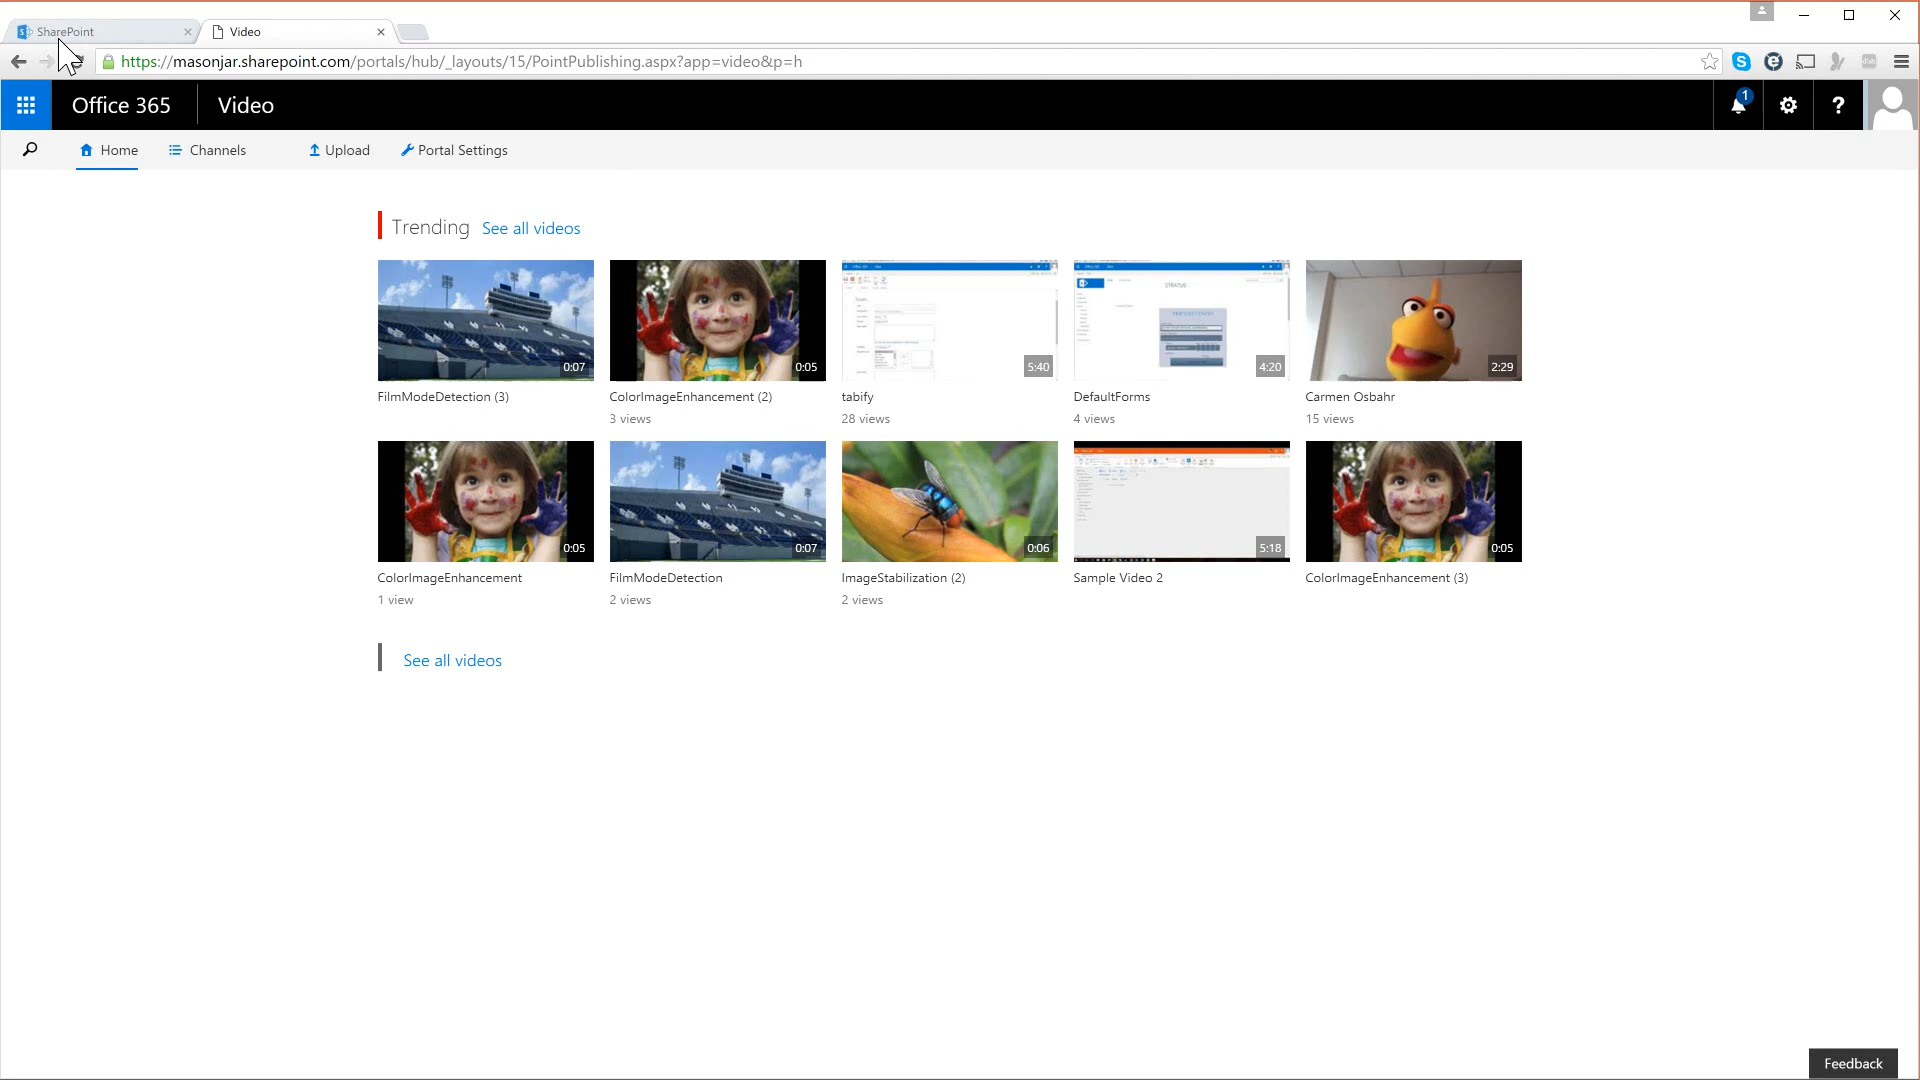 SharePoint
Video
https://masonjar.sharepoint.com/portals/hub/_layouts/15/PointPublishing.aspx?app=video&p=h
Office 365
Video
1
?
Home
Channels
Upload
Portal Settings
Trending See all videos
0:07
0:05
5:40
STRATUS
4:20
2:29
FilmModeDetection (3)
ColorImageEnhancement (2)
tabify
DefaultForms
Carmen Osbahr
3 views
28 views
4 views
15 views
0:05
0:07
0:06
5:18
0:05
ColorImageEnhancement
FilmModeDetection
ImageStabilization (2)
Sample Video 2
ColorImageEnhancement (3)
1 view
2 views
2 views
See all videos
Feedback